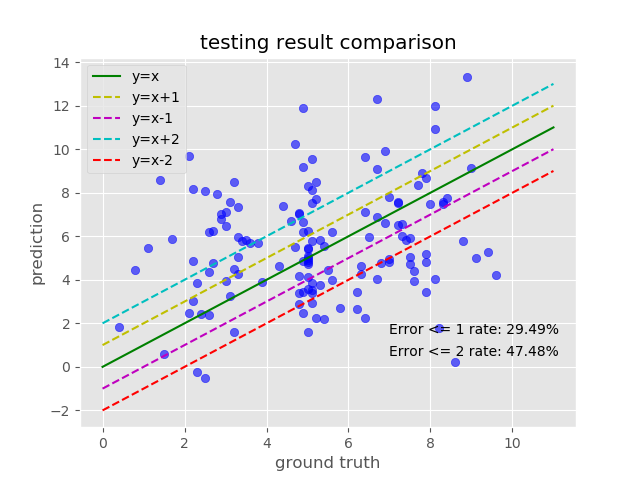 testing result comparison
y=x
y=x+1
y=x-1
y=x+2
y=x-2
14
12
10
8
6
4
2
0
−2
prediction
Error <= 1 rate: 29.49%
Error <= 2 rate: 47.48%
0 2 4 6 8 10
ground truth